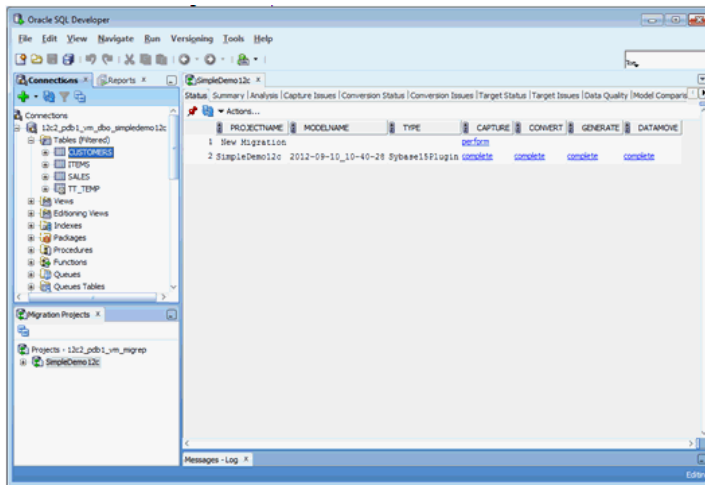 Oracle SQL Developer
File Edit View Navigate Run Versioning Tools Help
Connections
Reports
Connections
12c2_pdb1_vm_dbo_simpledemo12c
Tables (Filtered)
CUSTOMERS
ITEMS
SALES
TT_TEMP
Views
Editioning Views
Indexes
Packages
Procedures
Functions
Queues
Queues Tables
Migration Projects
Projects - 12c2_pdb1_vm_migrep
SimpleDemo12c
SimpleDemo12c
Status Summary Analysis Capture Issues Conversion Status Conversion Issues Target Status Target Issues Data Quality Model Comparis
Actions...
PROJECTNAME MODELNAME TYPE CAPTURE CONVERT GENERATE DATAMOVE
1 New Migration perform
2 SimpleDemo12c 2012-09-10_10-40-28 Sybase15Plugin complete complete complete complete
Messages - Log
Editin